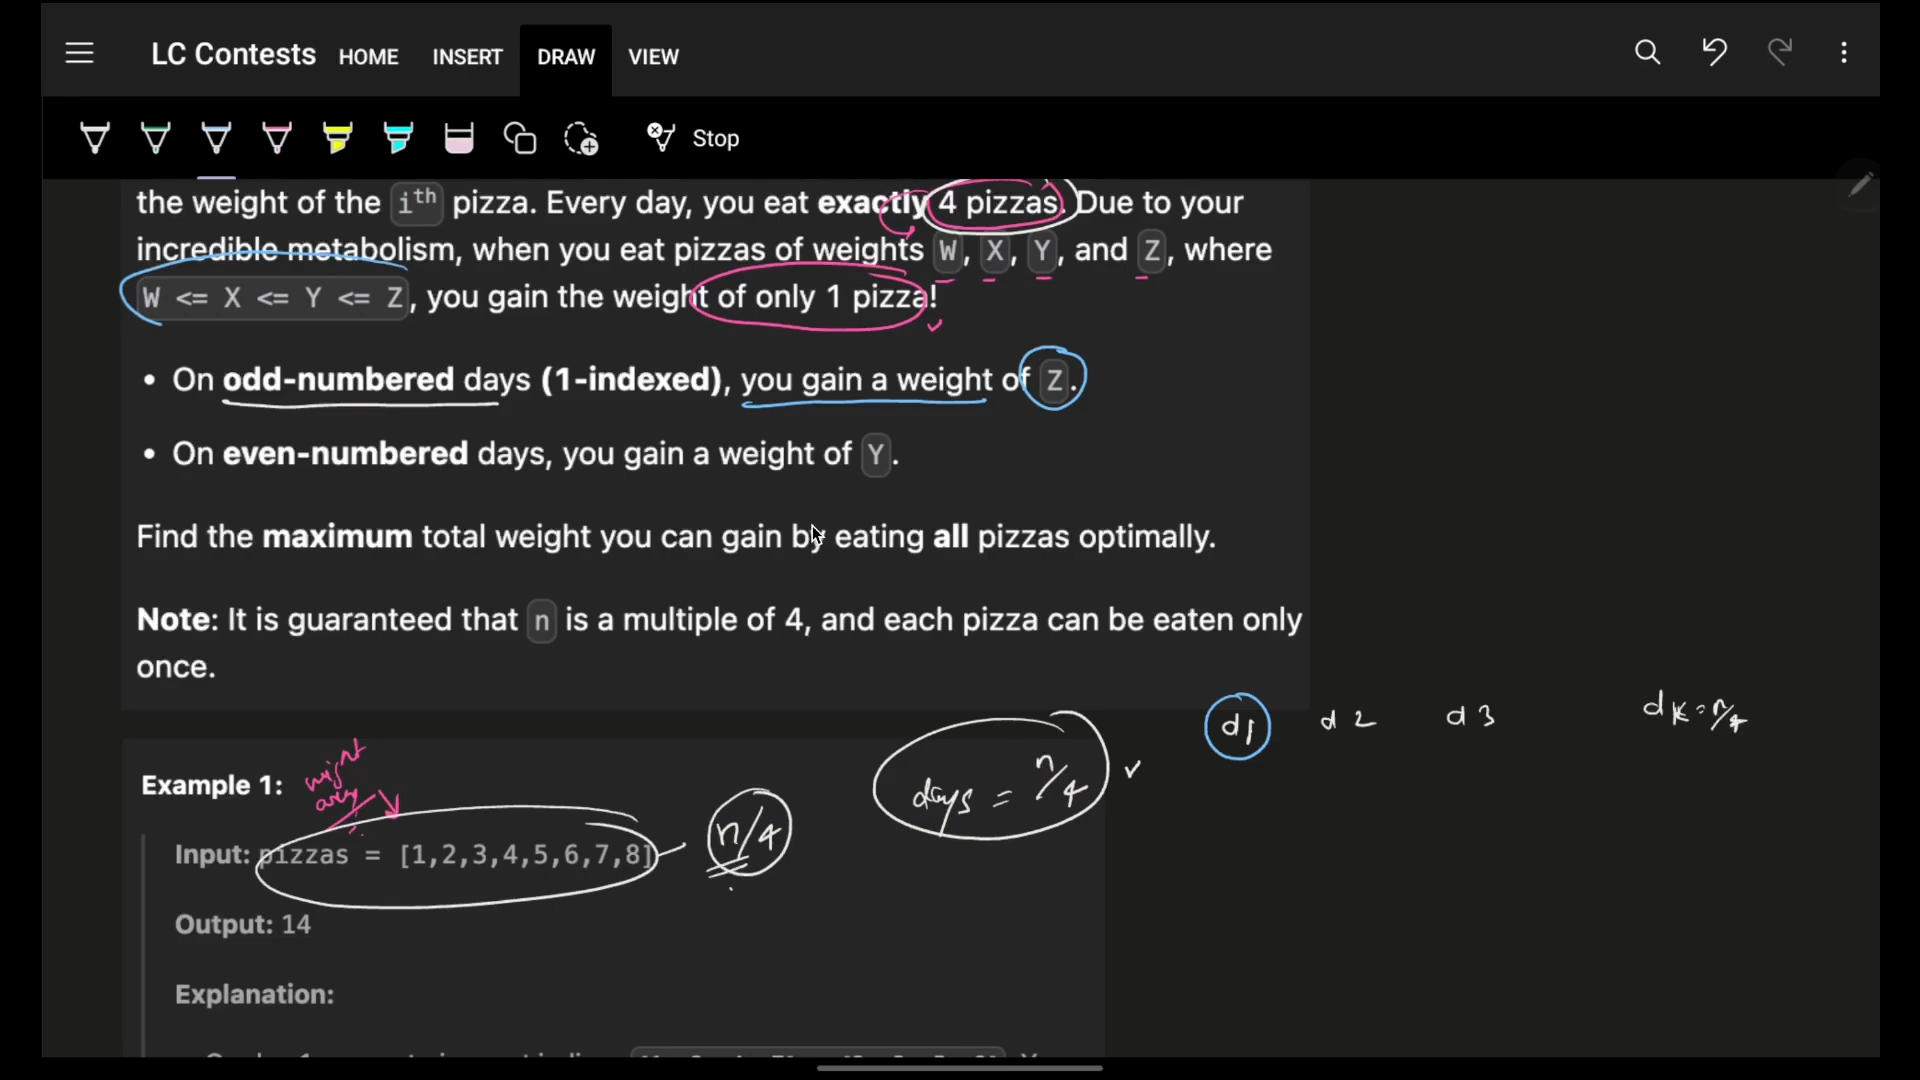 LC Contests HOME INSERT DRAW VIEW
Stop
the weight of the ith pizza. Every day, you eat exactly 4 pizzas. Due to your
incredible metabolism, when you eat pizzas of weights W, X, Y, and Z, where
W <= X <= Y <= Z, you gain the weight of only 1 pizza!
• On odd-numbered days (1-indexed), you gain a weight of Z.
• On even-numbered days, you gain a weight of Y.
Find the maximum total weight you can gain by eating all pizzas optimally.
Note: It is guaranteed that n is a multiple of 4, and each pizza can be eaten only
once.
d1 d2 d3 dk=n/4
Example 1:
weight
array
days = n/4
Input: pizzas = [1,2,3,4,5,6,7,8]
n/4
Output: 14
Explanation: